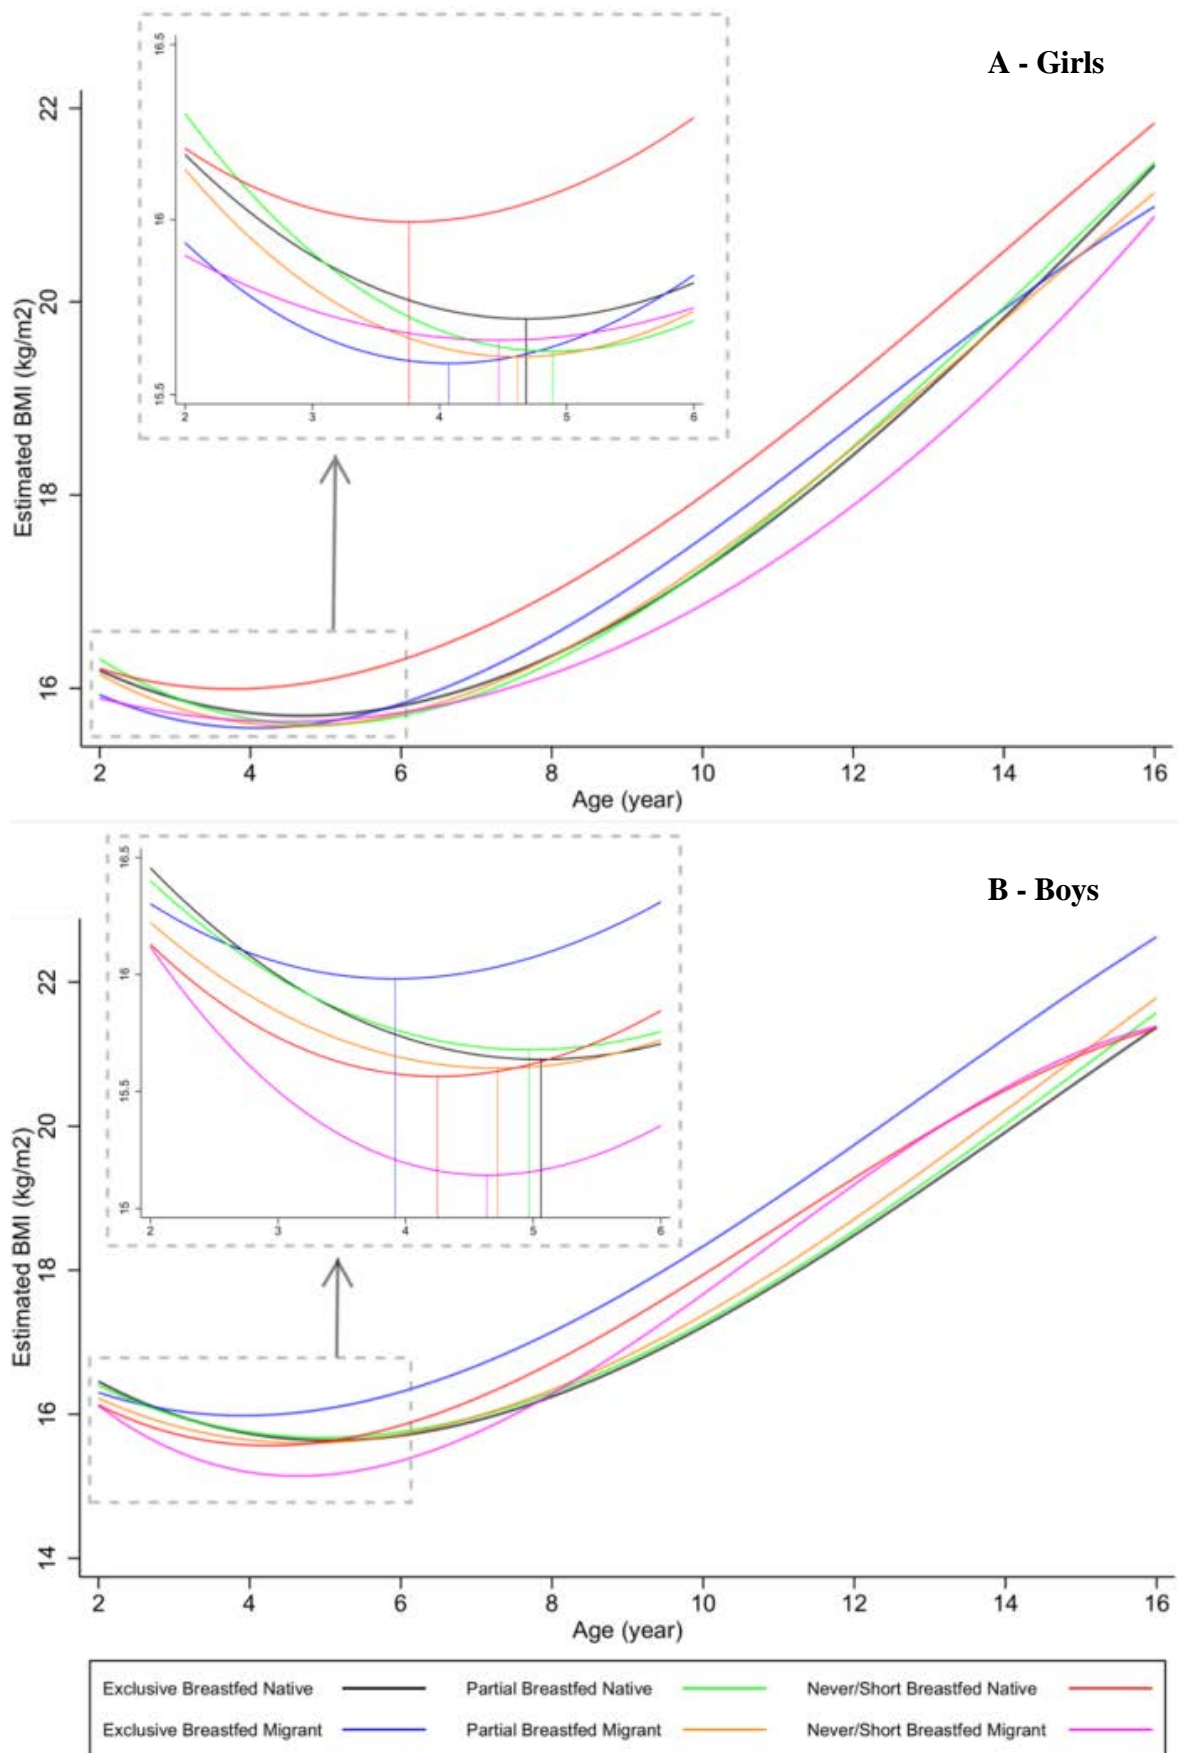 A - Girls
16.5
16
15.5
2 3 4 5 6
22
20
18
16
Estimated BMI (kg/m2)
2 4 6 8 10 12 14 16
Age (year)
B - Boys
16.5
16
15.5
15
2 3 4 5 6
22
20
18
16
14
Estimated BMI (kg/m2)
2 4 6 8 10 12 14 16
Age (year)
Exclusive Breastfed Native Partial Breastfed Native Never/Short Breastfed Native
Exclusive Breastfed Migrant Partial Breastfed Migrant Never/Short Breastfed Migrant